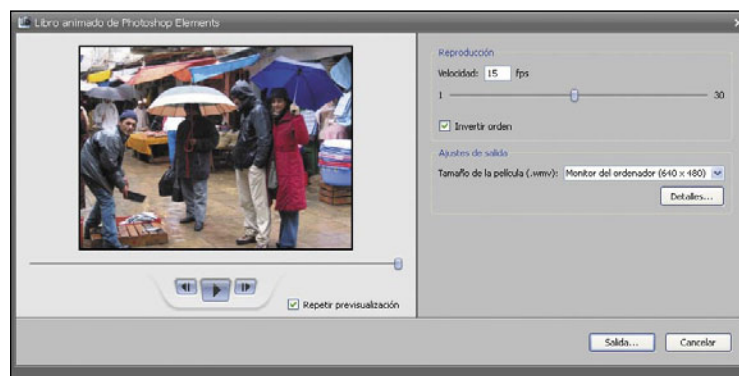 Libro animado de Photoshop Elements
Reproducción
Velocidad: 15 fps
1 30
Invertir orden
Ajustes de salida
Tamaño de la película (.wmv): Monitor del ordenador (640 x 480)
Detalles...
Repetir previsualización
Salida... Cancelar